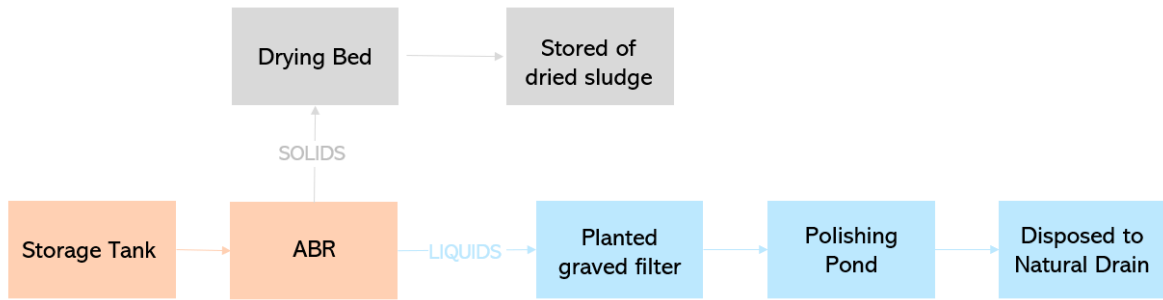 Drying Bed
Stored of
dried sludge
SOLIDS
Storage Tank
ABR
LIQUIDS
Planted
graved filter
Polishing
Pond
Disposed to
Natural Drain